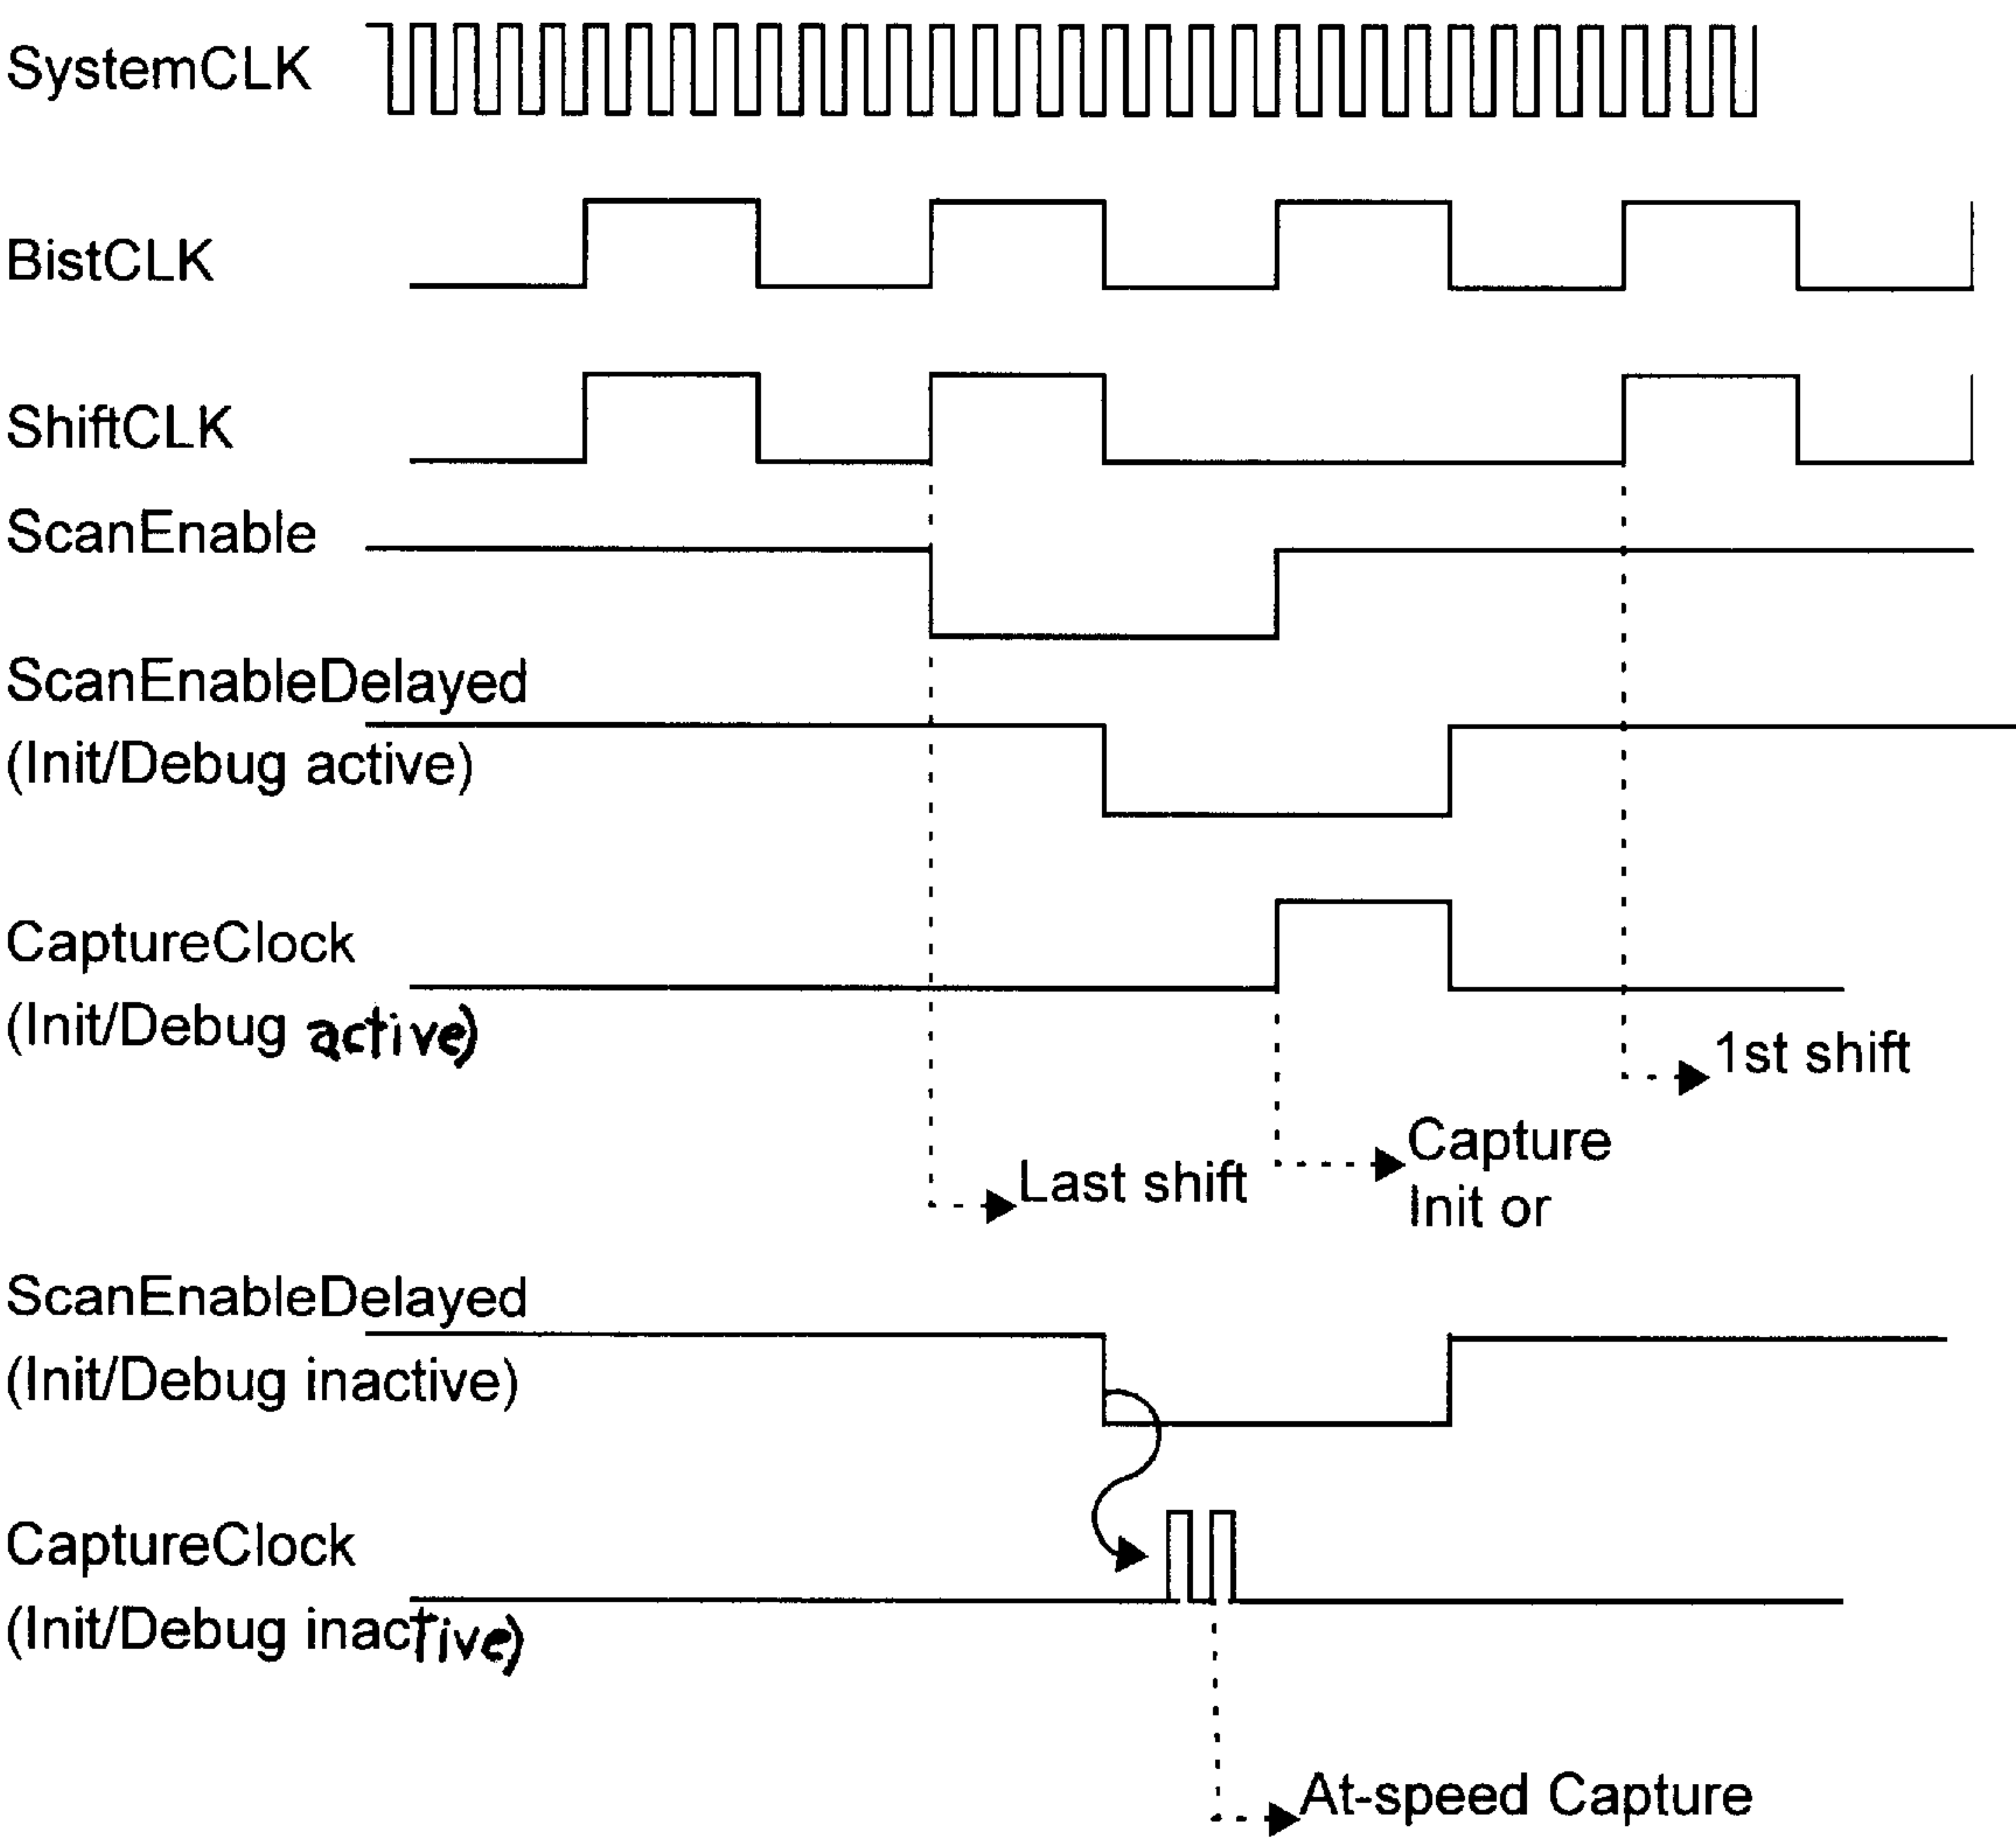 SystemCLK
BistCLK
ShiftCLK
ScanEnable
ScanEnableDelayed
(Init/Debug active)
CaptureClock
(Init/Debug active)
1st shift
Capture
Init or
Last shift
ScanEnableDelayed
(Init/Debug inactive)
CaptureClock
(Init/Debug inactive)
At-speed Capture